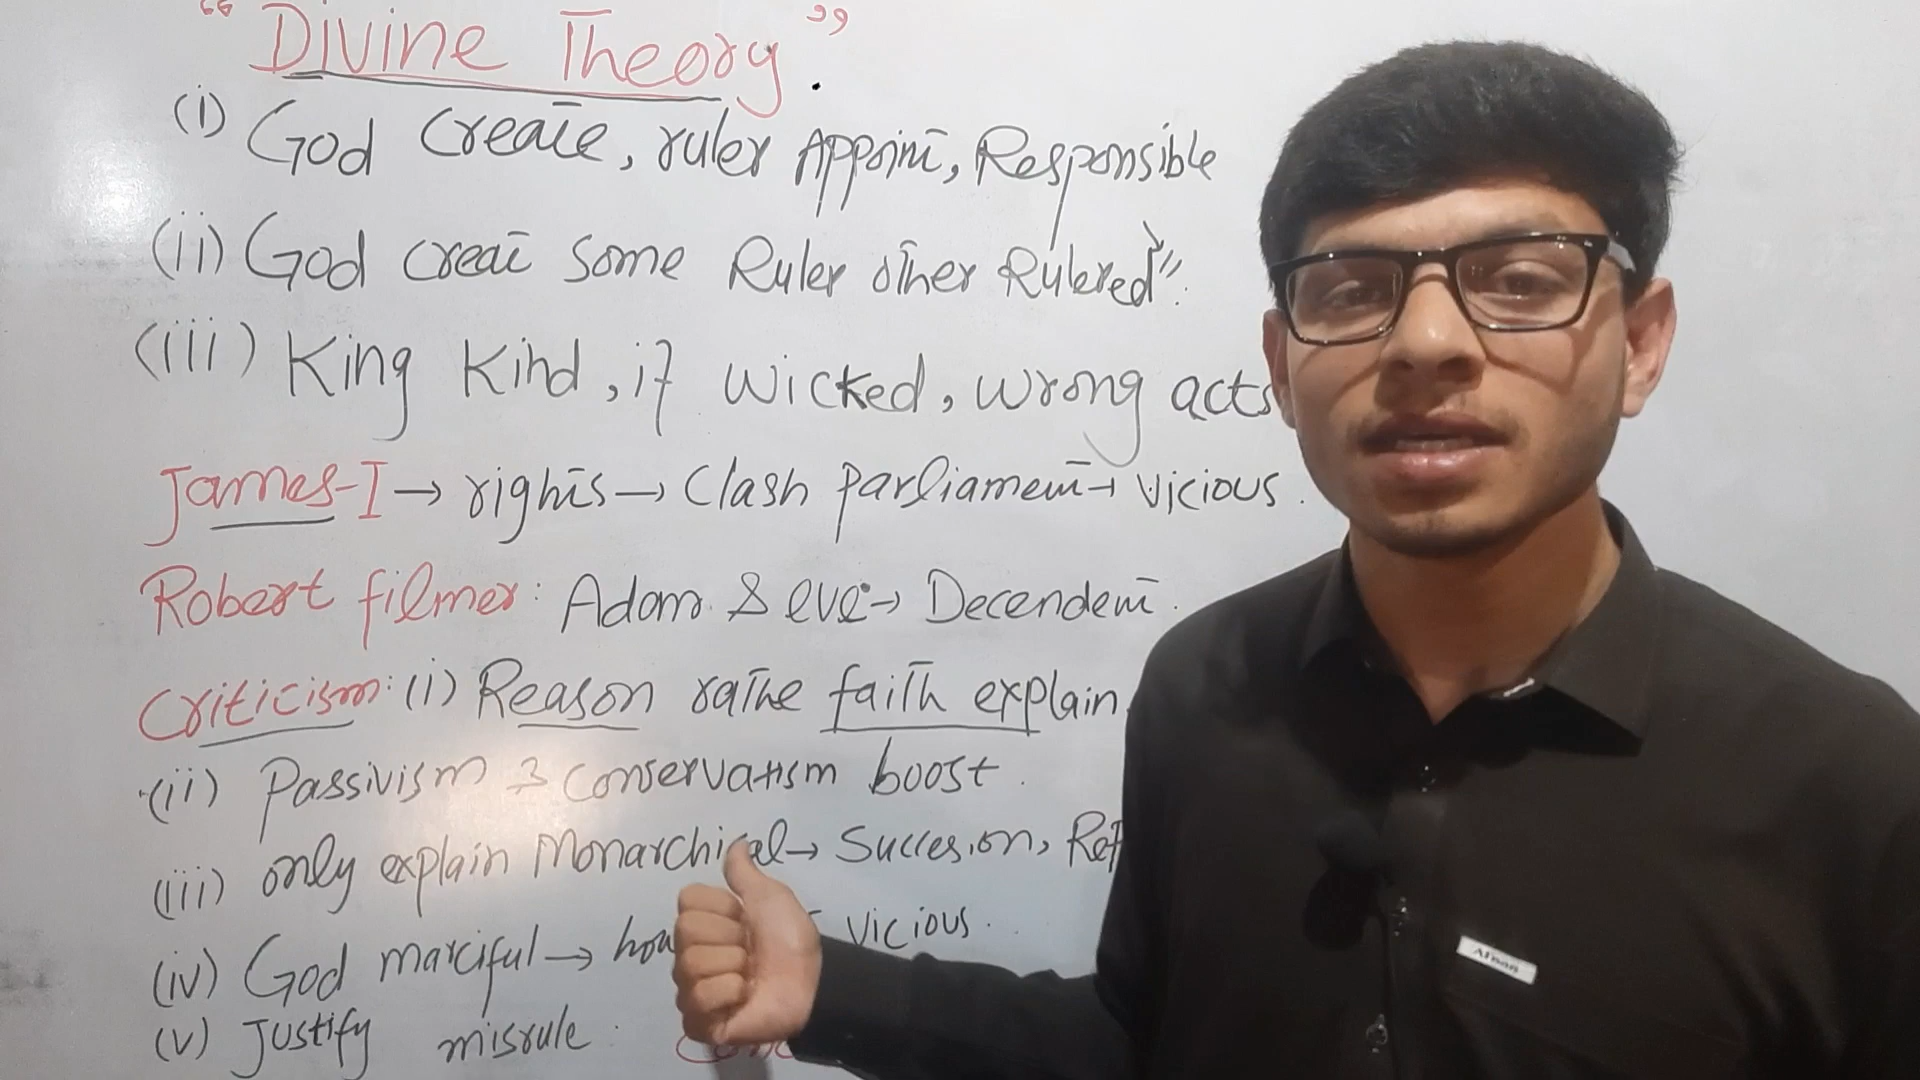 “Divine Theory”.
(i) God Create, ruler Appoint, Responsible
(ii) God creat some Ruler other Rulered".
(iii) King Kind, if wicked, wrong acts
James-I → rights → Clash parliament → Vicious.
Robert filmer: Adam & eve → Decendent.
Criticism: (i) Reason rathe faith explain
(ii) Passivism & conservatism boost.
(iii) only explain Monarchical → Succession,
(iv) God marciful → Vicious.
(v) Justify misrule.
Afnan